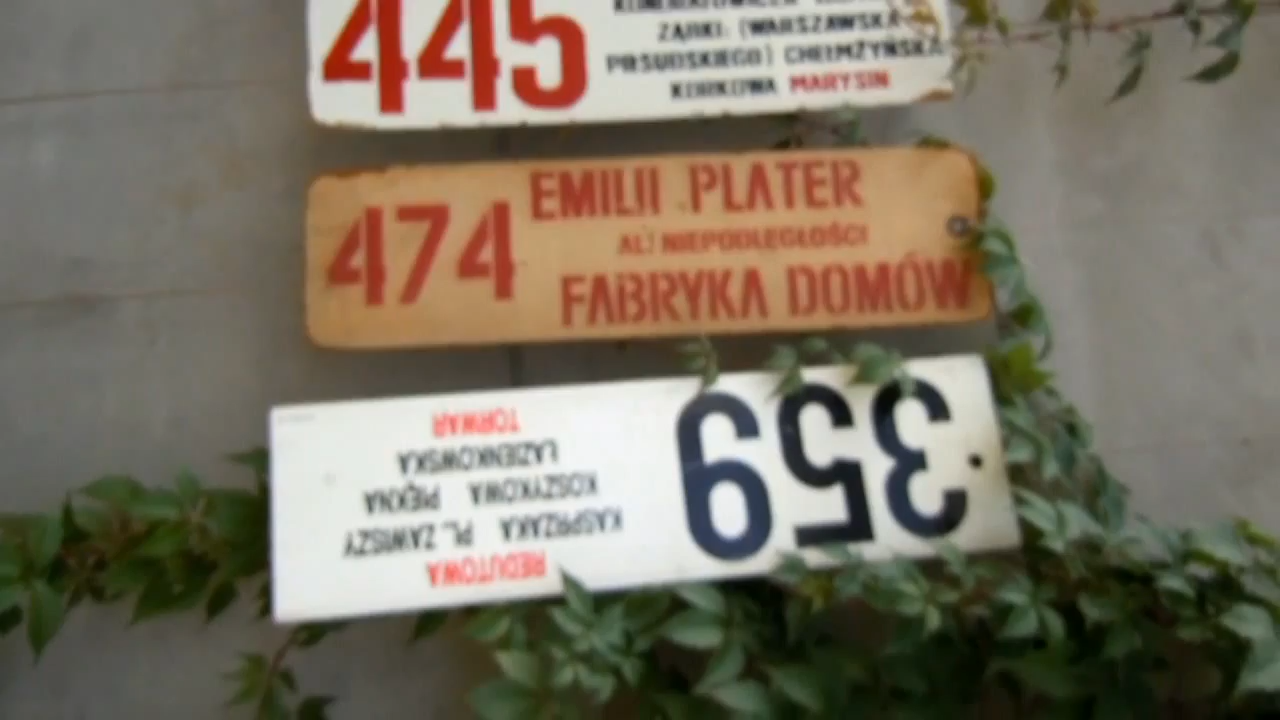 445
ZĄBKI: (WARSZAWSKA
PIŁSUDSKIEGO) CHEŁMŻYŃSKA
KORKOWA MARYSIN
474
EMILII PLATER
AL. NIEPODLEGŁOŚCI
FABRYKA DOMÓW
359
REDUTOWA
KASPRZAKA PL. ZAWISZY
KOSZYKOWA PIĘKNA
ŁAZIENKOWSKA
TORWAR